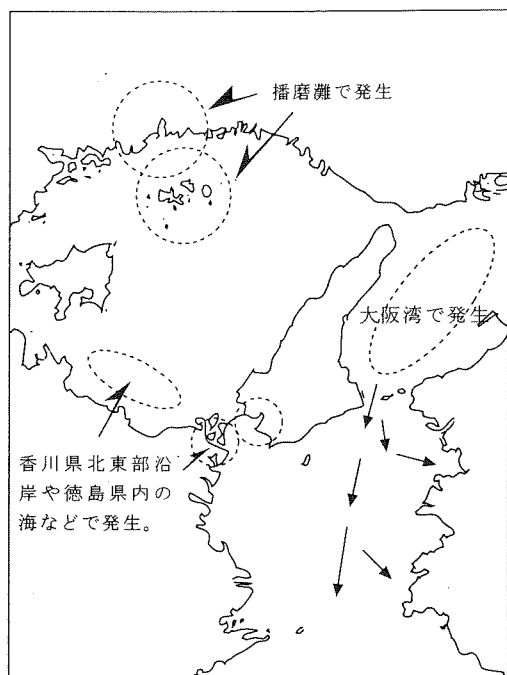 播磨灘で発生
大阪湾で発生
香川県北東部沿
岸や徳島県内の
海などで発生。